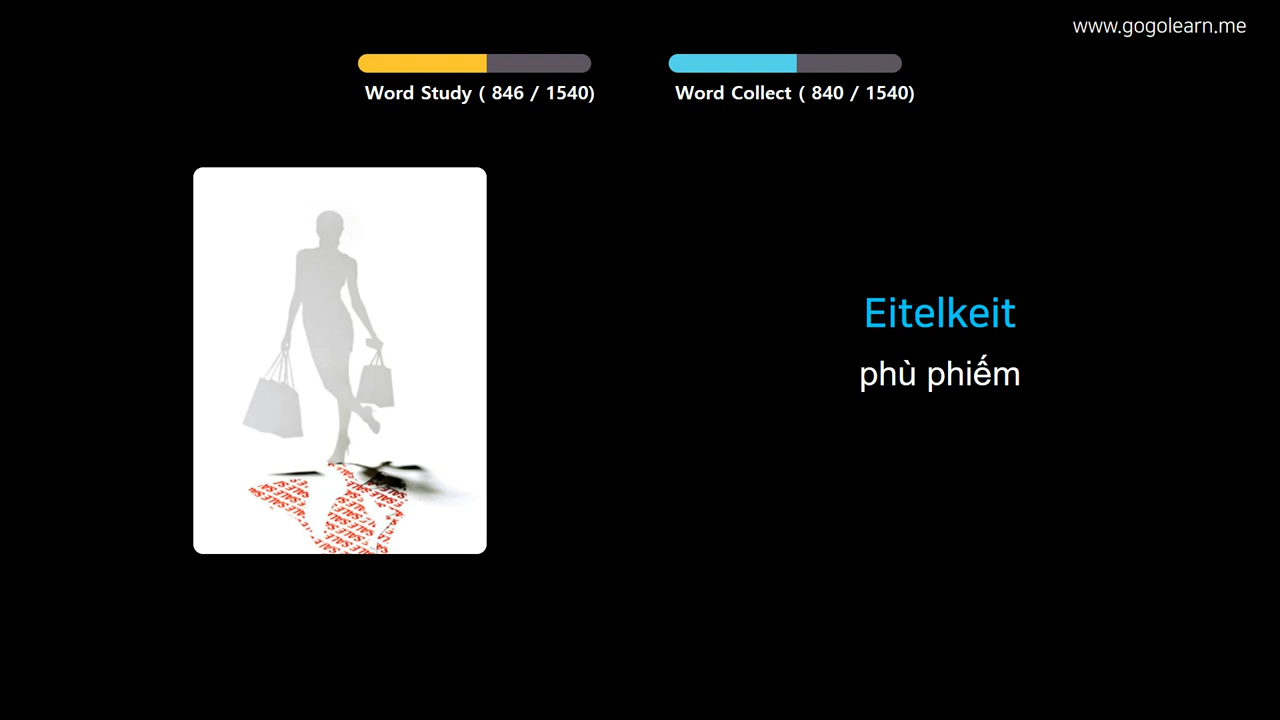 www.gogolearn.me
Word Study ( 846 / 1540)
Word Collect ( 840 / 1540)
Eitelkeit
phù phiếm